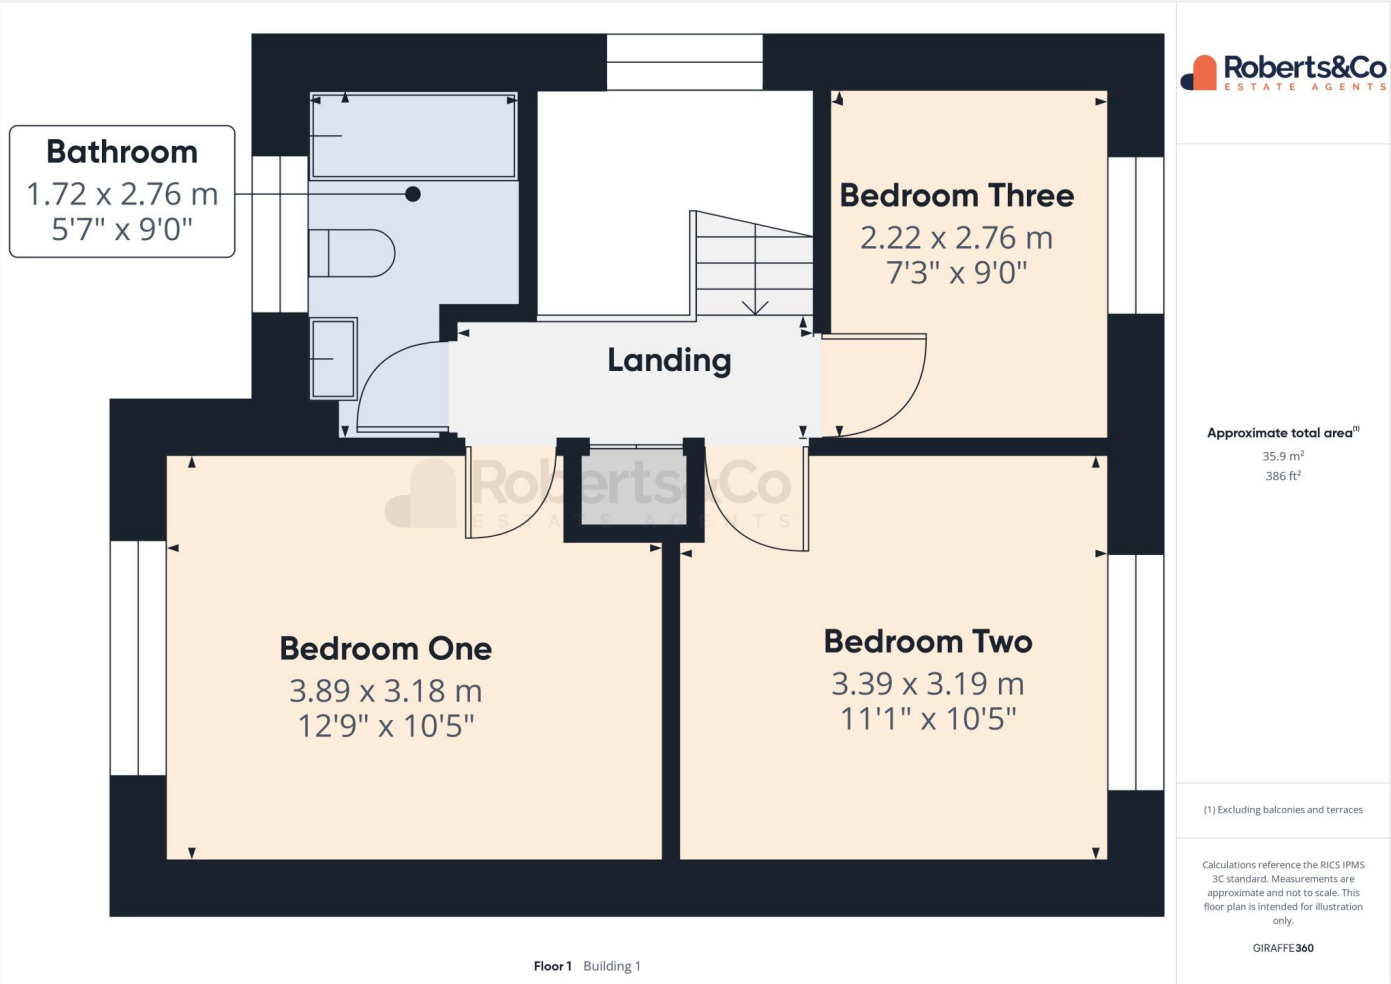 Bathroom
1.72 x 2.76 m
5'7" x 9'0"
Bedroom Three
2.22 x 2.76 m
7'3" x 9'0"
Landing
Roberts&Co
ESTATE AGENTS
Bedroom One
3.89 x 3.18 m
12'9" x 10'5"
Bedroom Two
3.39 x 3.19 m
11'1" x 10'5"
Floor 1 Building 1
Roberts&Co
ESTATE AGENTS
Approximate total area(1)
35.9 m²
386 ft²
(1) Excluding balconies and terraces
Calculations reference the RICS IPMS
3C standard. Measurements are
approximate and not to scale. This
floor plan is intended for illustration
only.
GIRAFFE360